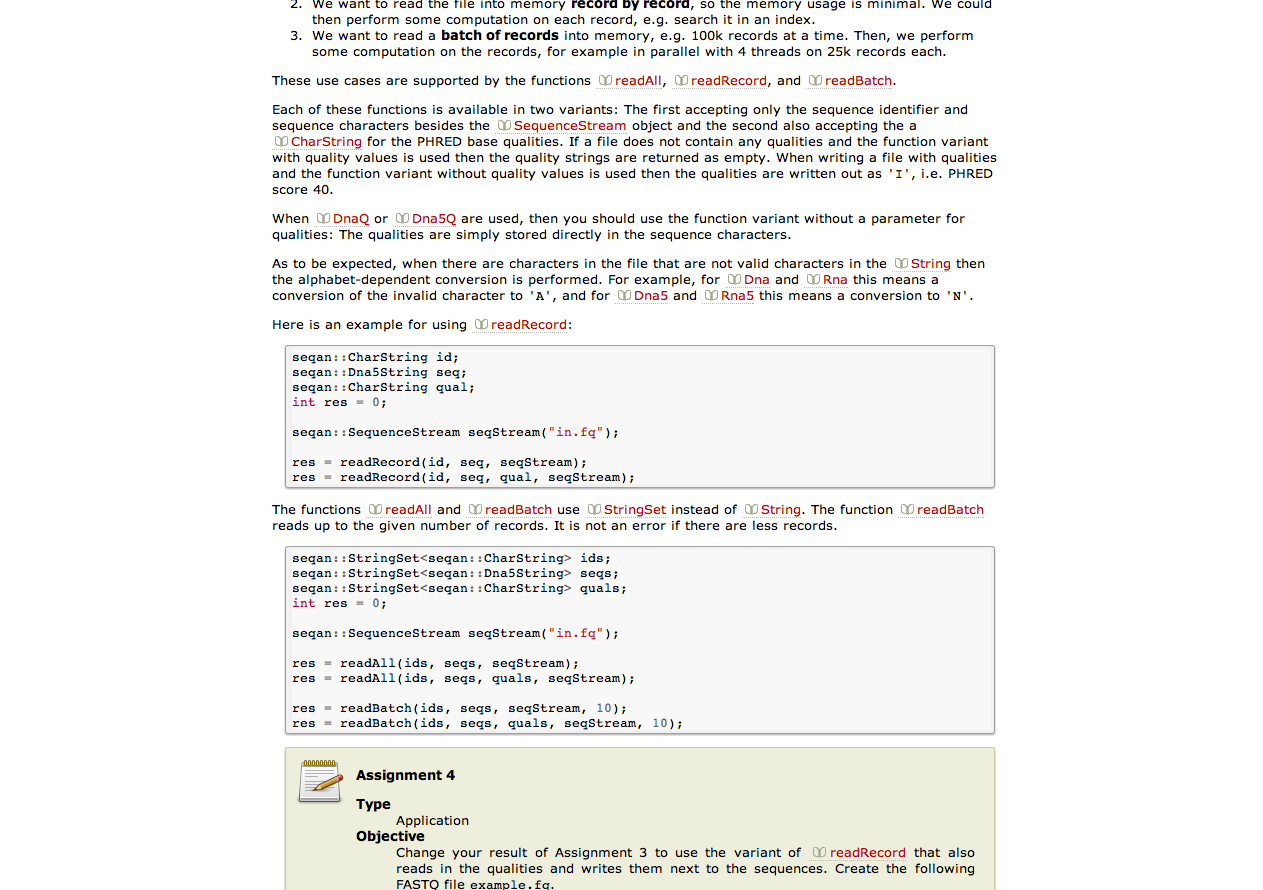 2. We want to read the file into memory record by record, so the memory usage is minimal. We could
then perform some computation on each record, e.g. search it in an index.
3. We want to read a batch of records into memory, e.g. 100k records at a time. Then, we perform
some computation on the records, for example in parallel with 4 threads on 25k records each.
These use cases are supported by the functions readAll, readRecord, and readBatch.
Each of these functions is available in two variants: The first accepting only the sequence identifier and
sequence characters besides the SequenceStream object and the second also accepting the a
CharString for the PHRED base qualities. If a file does not contain any qualities and the function variant
with quality values is used then the quality strings are returned as empty. When writing a file with qualities
and the function variant without quality values is used then the qualities are written out as 'I', i.e. PHRED
score 40.
When DnaQ or Dna5Q are used, then you should use the function variant without a parameter for
qualities: The qualities are simply stored directly in the sequence characters.
As to be expected, when there are characters in the file that are not valid characters in the String then
the alphabet-dependent conversion is performed. For example, for Dna and Rna this means a
conversion of the invalid character to 'A', and for Dna5 and Rna5 this means a conversion to 'N'.
Here is an example for using readRecord:
seqan::CharString id;
seqan::Dna5String seq;
seqan::CharString qual;
int res = 0;
seqan::SequenceStream seqStream("in.fq");
res = readRecord(id, seq, seqStream);
res = readRecord(id, seq, qual, seqStream);
The functions readAll and readBatch use StringSet instead of String. The function readBatch
reads up to the given number of records. It is not an error if there are less records.
seqan::StringSet<seqan::CharString> ids;
seqan::StringSet<seqan::Dna5String> seqs;
seqan::StringSet<seqan::CharString> quals;
int res = 0;
seqan::SequenceStream seqStream("in.fq");
res = readAll(ids, seqs, seqStream);
res = readAll(ids, seqs, quals, seqStream);
res = readBatch(ids, seqs, seqStream, 10);
res = readBatch(ids, seqs, quals, seqStream, 10);
Assignment 4
Type
Application
Objective
Change your result of Assignment 3 to use the variant of readRecord that also
reads in the qualities and writes them next to the sequences. Create the following
FASTQ file example.fq.